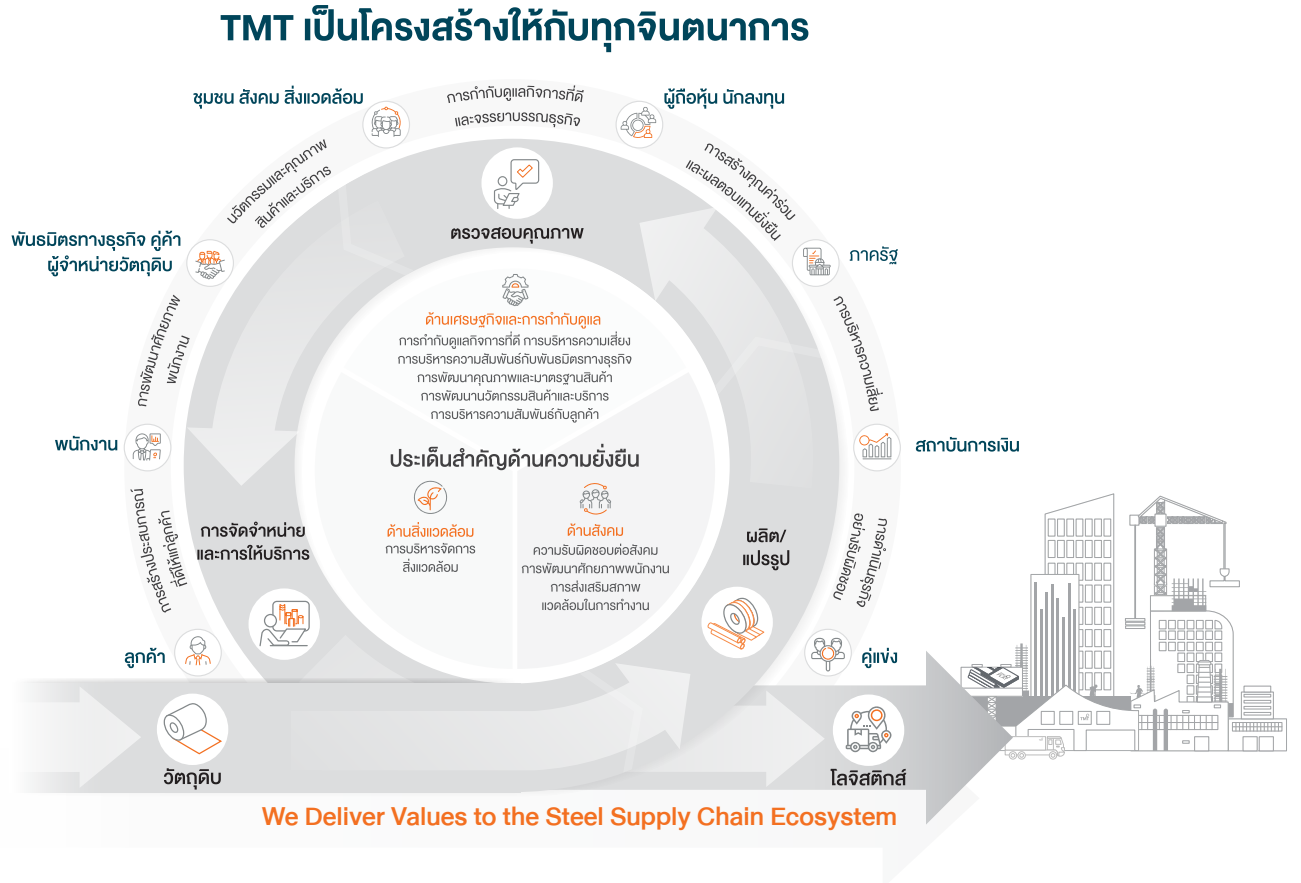 TMT เป็นโครงสร้างให้กับทุกจินตนาการ
ชุมชน สังคม สิ่งแวดล้อม
การกำกับดูแลกิจการที่ดี
และจรรยาบรรณธุรกิจ
ผู้ถือหุ้น นักลงทุน
นวัตกรรมและคุณภาพ
สินค้าและบริการ
การสร้างคุณค่าร่วม
และผลตอบแทนยั่งยืน
พันธมิตรทางธุรกิจ คู่ค้า
ผู้จำหน่ายวัตถุดิบ
ภาครัฐ
ตรวจสอบคุณภาพ
การพัฒนาศักยภาพ
พนักงาน
การบริหารความเสี่ยง
ด้านเศรษฐกิจและการกำกับดูแล
การกำกับดูแลกิจการที่ดี การบริหารความเสี่ยง
การบริหารความสัมพันธ์กับพันธมิตรทางธุรกิจ
การพัฒนาคุณภาพและมาตรฐานสินค้า
การพัฒนานวัตกรรมสินค้าและบริการ
การบริหารความสัมพันธ์กับลูกค้า
พนักงาน
สถาบันการเงิน
ประเด็นสำคัญด้านความยั่งยืน
การสร้างประสบการณ์
ที่ดีให้แก่ลูกค้า
การจัดจำหน่าย
และการให้บริการ
ด้านสิ่งแวดล้อม
การบริหารจัดการ
สิ่งแวดล้อม
ด้านสังคม
ความรับผิดชอบต่อสังคม
การพัฒนาศักยภาพพนักงาน
การส่งเสริมสภาพ
แวดล้อมในการทำงาน
ผลิต/
แปรรูป
การดำเนินธุรกิจ
อย่างรับผิดชอบ
ลูกค้า
คู่แข่ง
วัตถุดิบ
โลจิสติกส์
We Deliver Values to the Steel Supply Chain Ecosystem